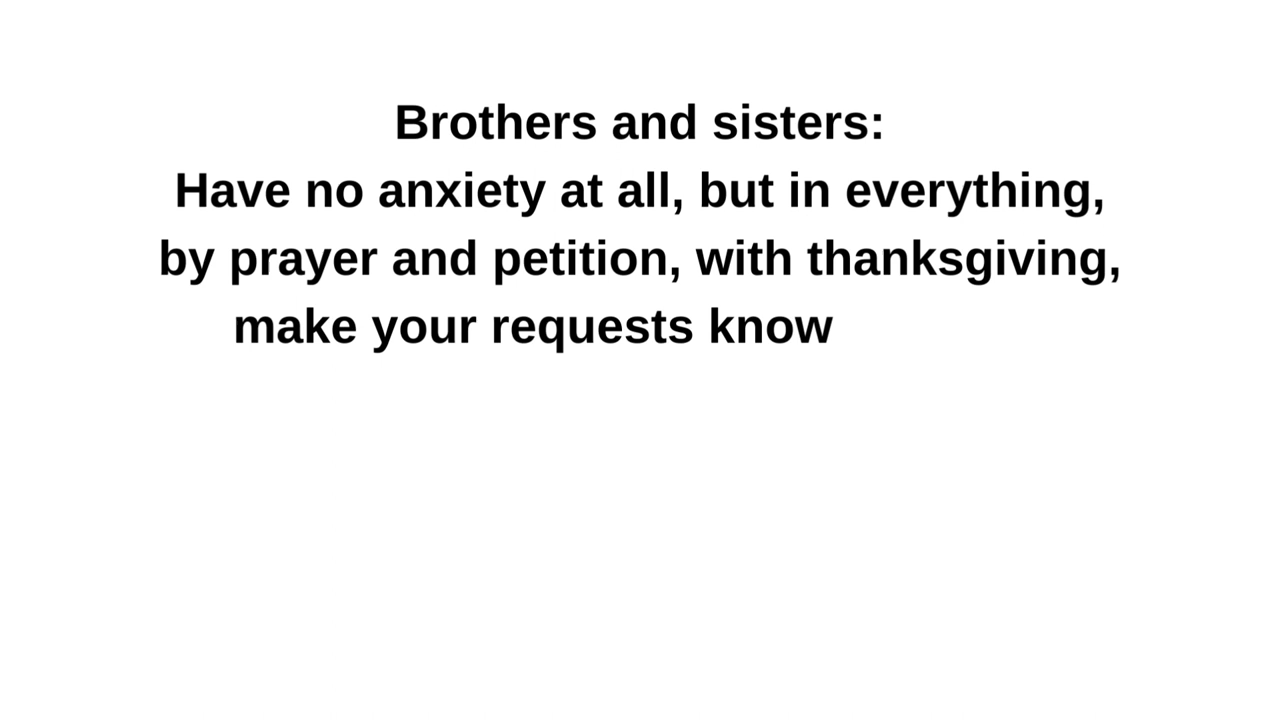 Brothers and sisters:
Have no anxiety at all, but in everything,
by prayer and petition, with thanksgiving,
make your requests know